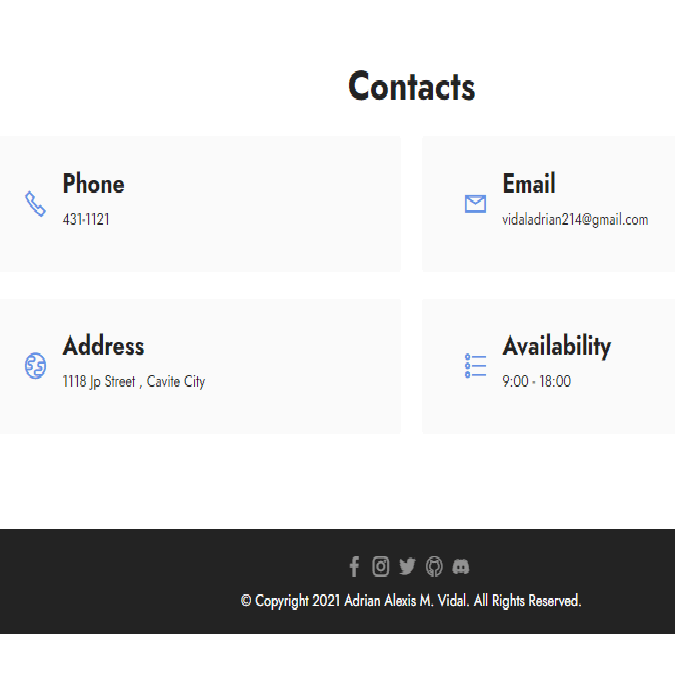 Contacts
Phone
431-1121
Email
vidaladrian214@gmail.com
Address
1118 Jp Street , Cavite City
Availability
9:00 - 18:00
© Copyright 2021 Adrian Alexis M. Vidal. All Rights Reserved.